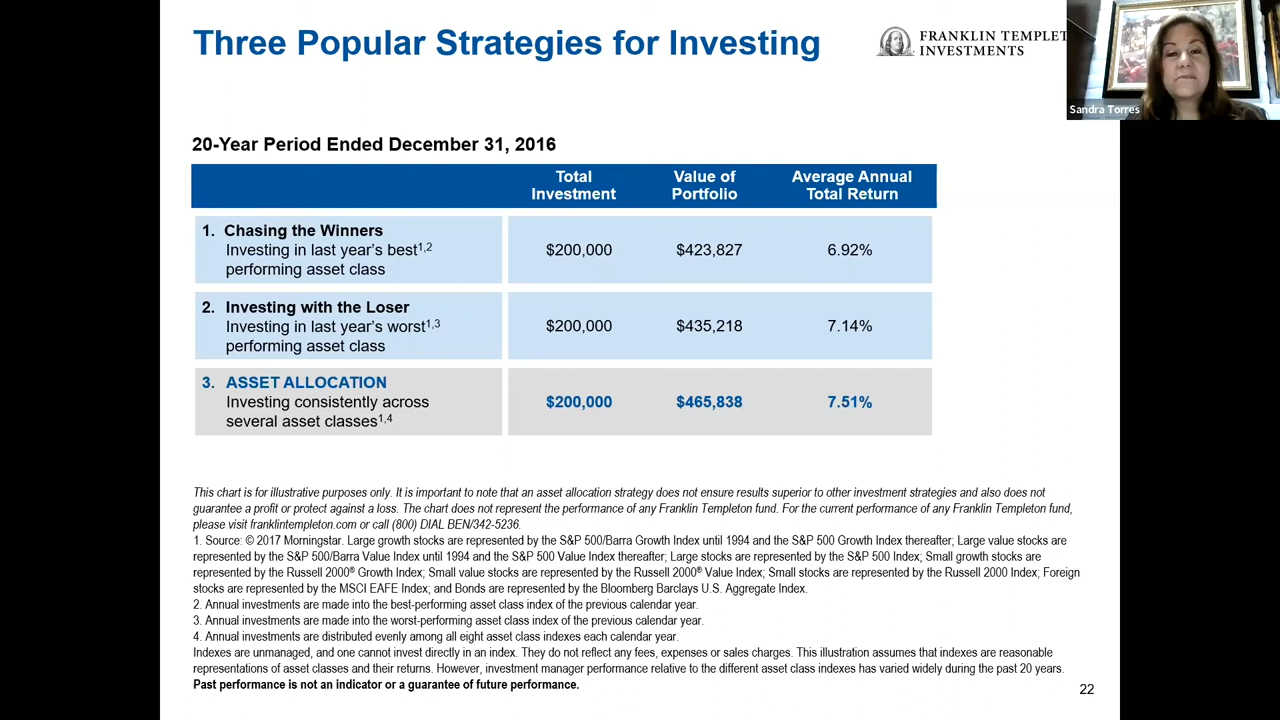 Three Popular Strategies for Investing
FRANKLIN TEMPLET
INVESTMENTS
Sandra Torres
20-Year Period Ended December 31, 2016
Total Investment
Value of Portfolio
Average Annual Total Return
1. Chasing the Winners
Investing in last year’s best1,2
performing asset class
$200,000 $423,827 6.92%
2. Investing with the Loser
Investing in last year’s worst1,3
performing asset class
$200,000 $435,218 7.14%
3. ASSET ALLOCATION
Investing consistently across
several asset classes1,4
$200,000 $465,838 7.51%
This chart is for illustrative purposes only. It is important to note that an asset allocation strategy does not ensure results superior to other investment strategies and also does not
guarantee a profit or protect against a loss. The chart does not represent the performance of any Franklin Templeton fund. For the current performance of any Franklin Templeton fund,
please visit franklintempleton.com or call (800) DIAL BEN/342-5236.
1. Source: © 2017 Morningstar. Large growth stocks are represented by the S&P 500/Barra Growth Index until 1994 and the S&P 500 Growth Index thereafter; Large value stocks are
represented by the S&P 500/Barra Value Index until 1994 and the S&P 500 Value Index thereafter; Large stocks are represented by the S&P 500 Index; Small growth stocks are
represented by the Russell 2000® Growth Index; Small value stocks are represented by the Russell 2000® Value Index; Small stocks are represented by the Russell 2000 Index; Foreign
stocks are represented by the MSCI EAFE Index; and Bonds are represented by the Bloomberg Barclays U.S. Aggregate Index.
2. Annual investments are made into the best-performing asset class index of the previous calendar year.
3. Annual investments are made into the worst-performing asset class index of the previous calendar year.
4. Annual investments are distributed evenly among all eight asset class indexes each calendar year.
Indexes are unmanaged, and one cannot invest directly in an index. They do not reflect any fees, expenses or sales charges. This illustration assumes that indexes are reasonable
representations of asset classes and their returns. However, investment manager performance relative to the different asset class indexes has varied widely during the past 20 years.
Past performance is not an indicator or a guarantee of future performance.
22